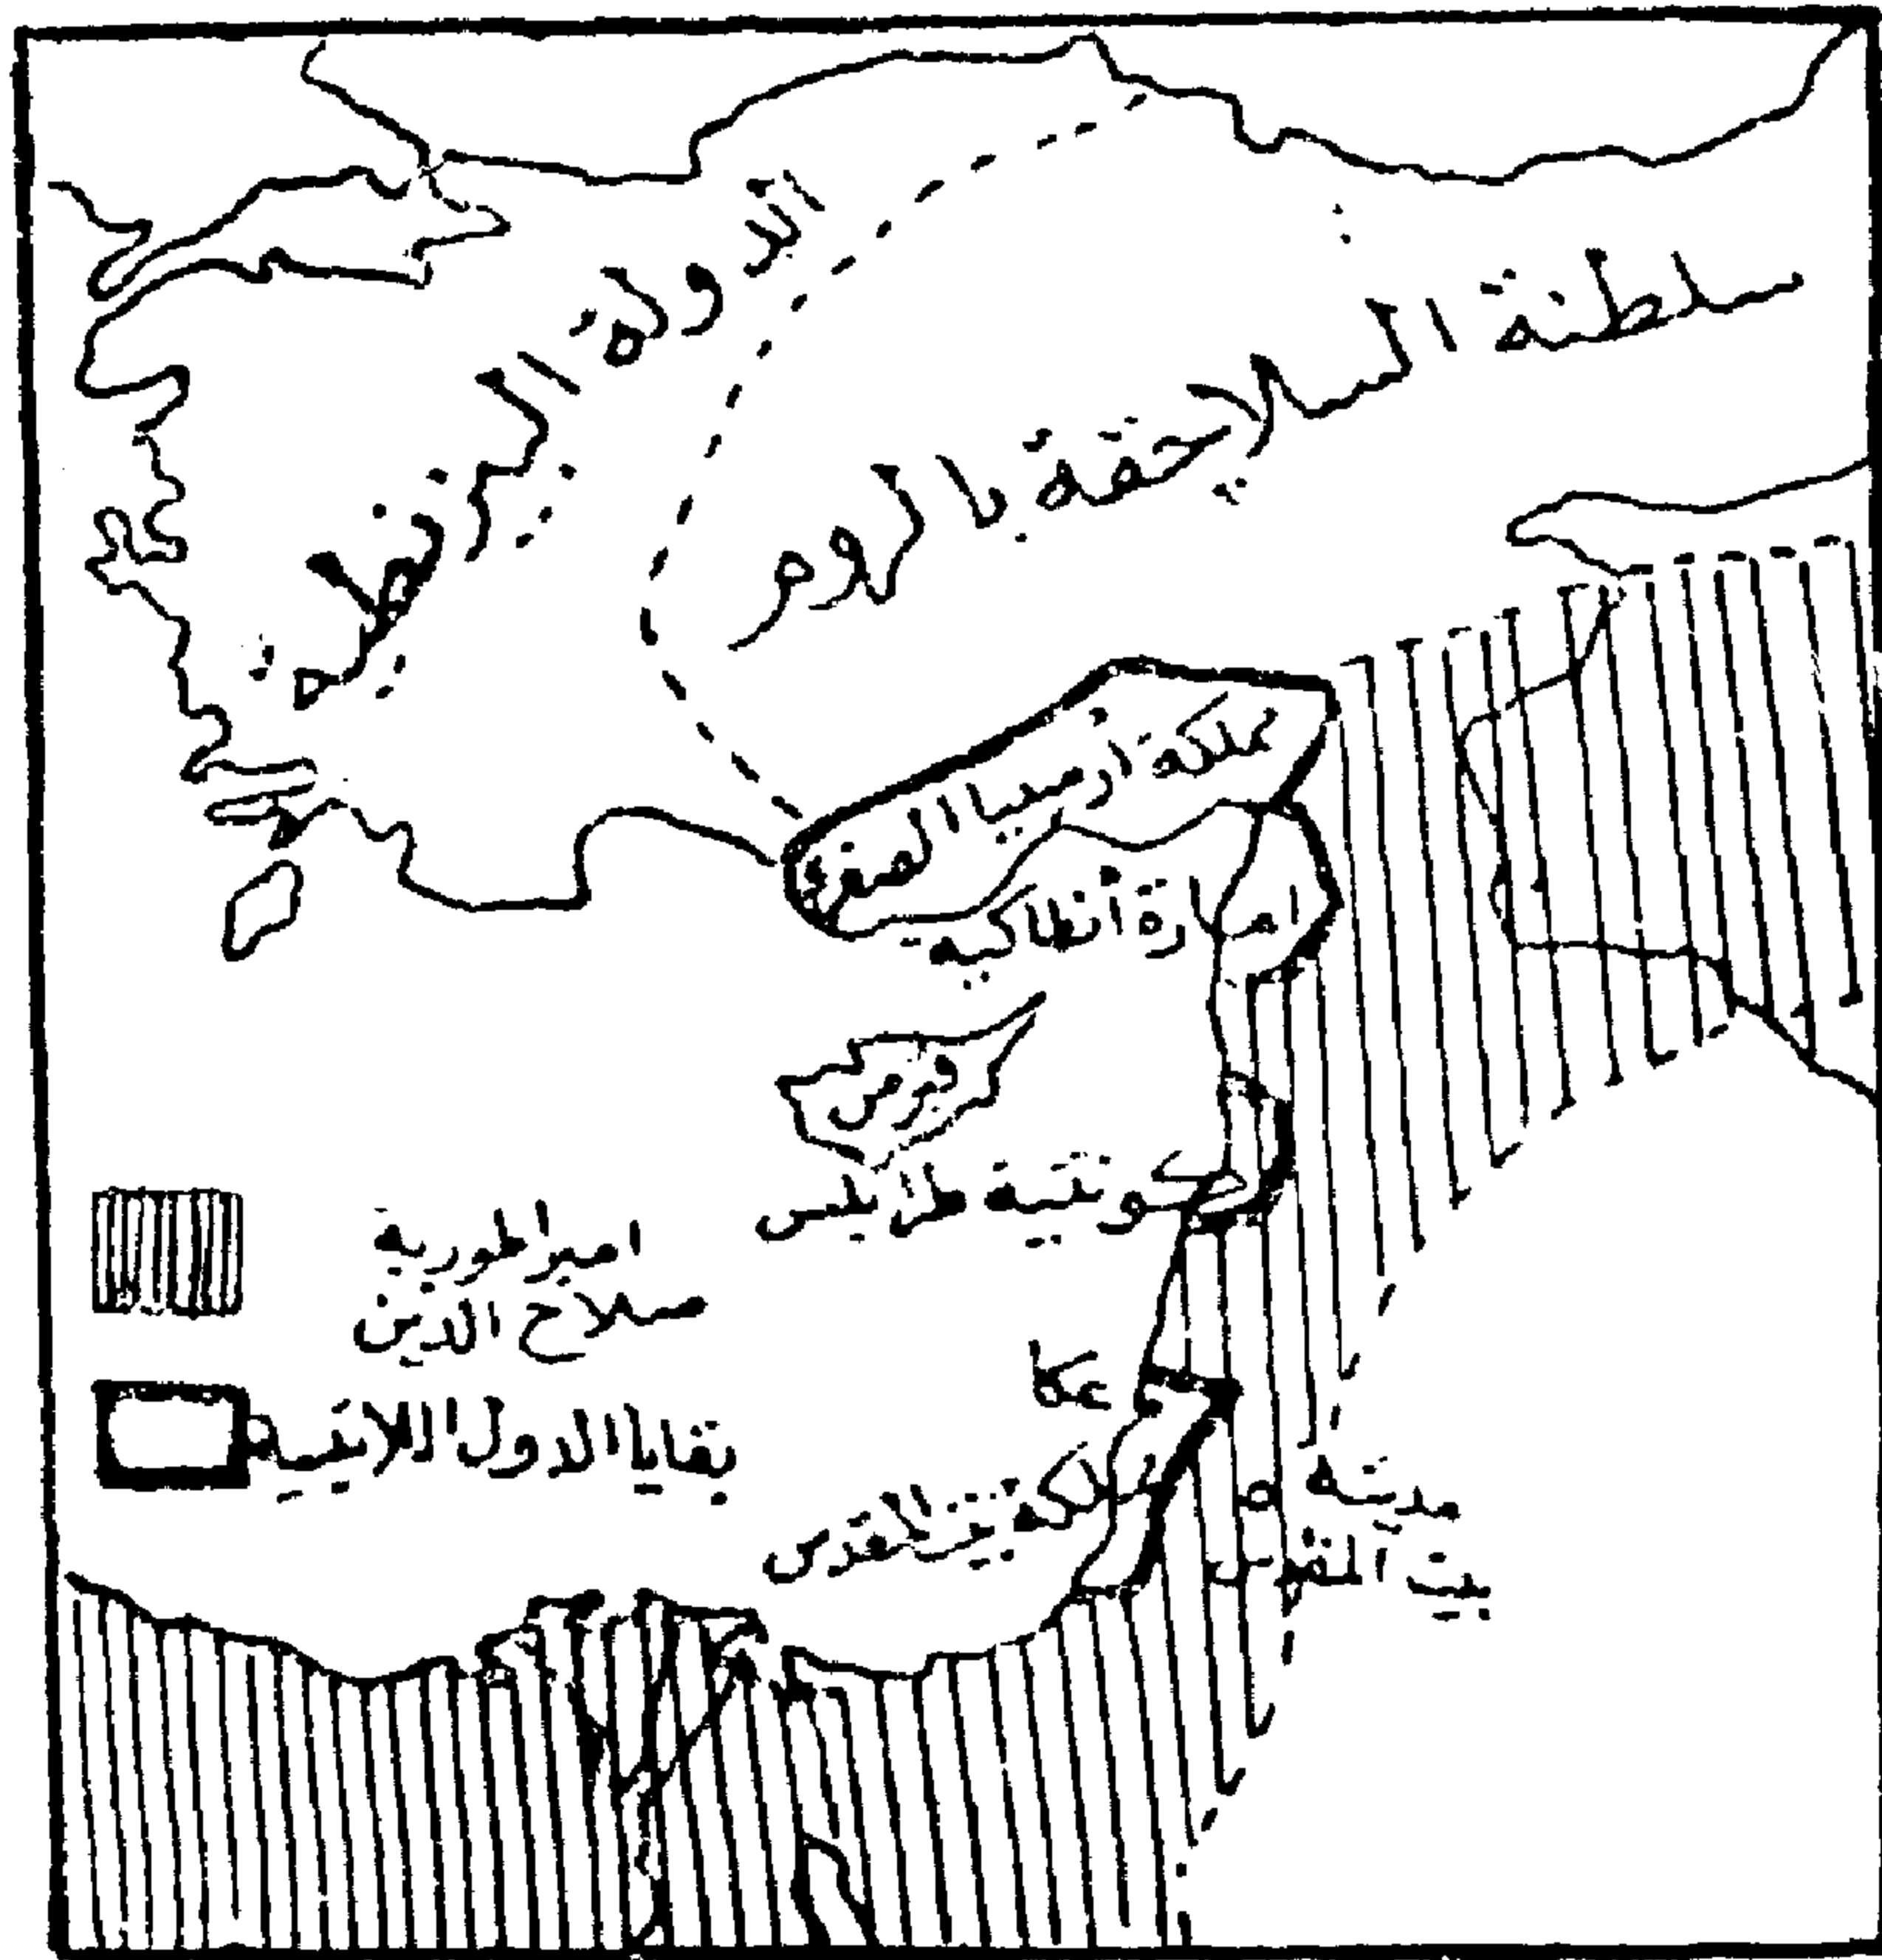 الدولة البيزنطية
سلطنة السلاجقة بالروم
مملكة أرمينيا الصغرى
امارة أنطاكية
قبرص
كونتية طرابلس
امبراطورية
صلاح الدين
عكا
بقايا الدول اللاتينية
مملكة بيت المقدس
مدينة
بيت المقدس